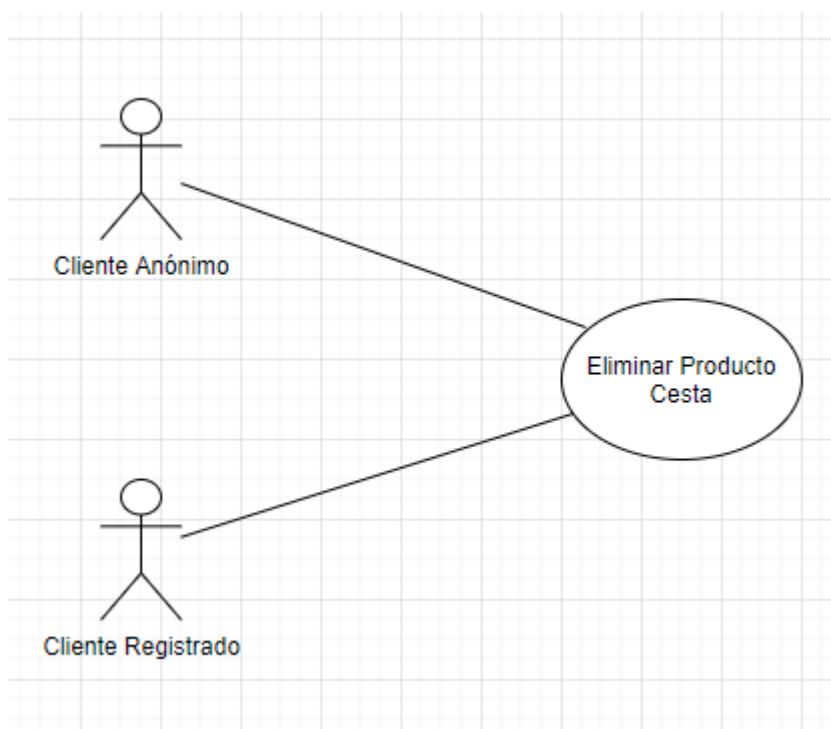 Cliente Anónimo
Eliminar Producto
Cesta
Cliente Registrado